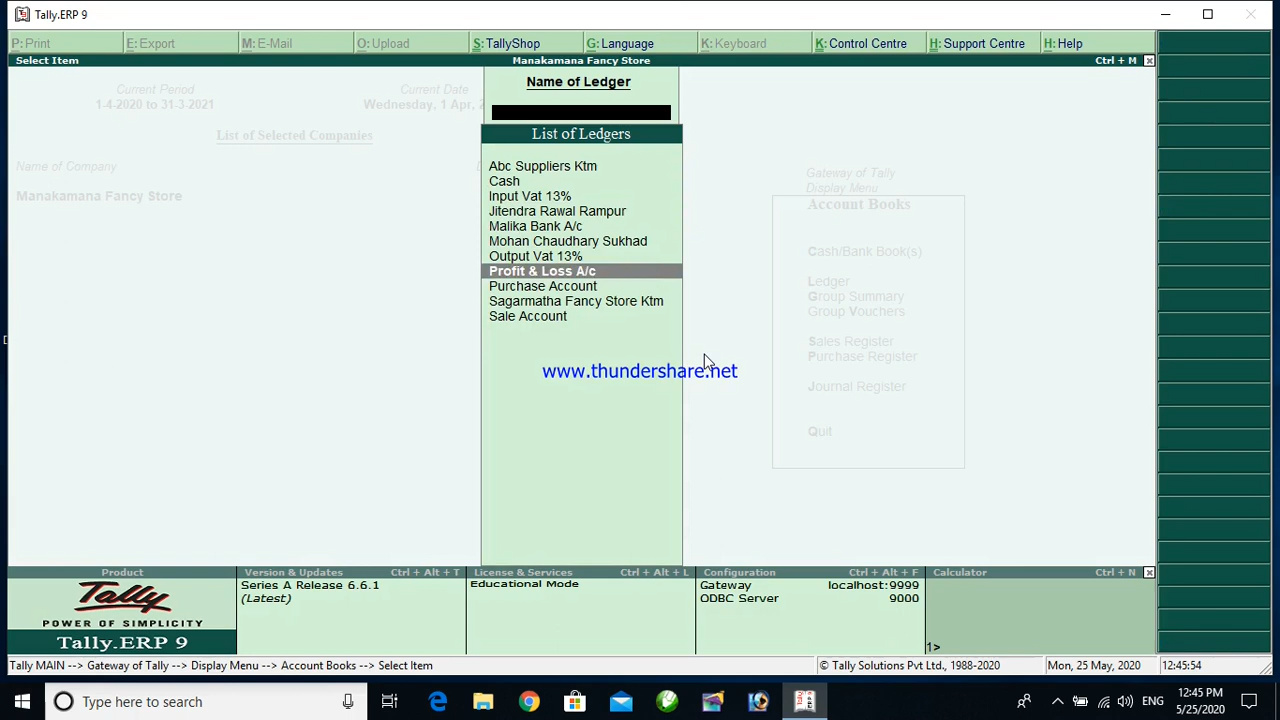 Tally.ERP 9
P: Print
E: Export
M: E-Mail
O: Upload
S: TallyShop
G: Language
K: Keyboard
K: Control Centre
H: Support Centre
H: Help
Select Item
Manakamana Fancy Store
Ctrl + M
Current Period
1-4-2020 to 31-3-2021
Current Date
Wednesday, 1 Apr, 2
List of Selected Companies
Name of Company
Manakamana Fancy Store
Name of Ledger
List of Ledgers
Abc Suppliers Ktm
Cash
Input Vat 13%
Jitendra Rawal Rampur
Malika Bank A/c
Mohan Chaudhary Sukhad
Output Vat 13%
Profit & Loss A/c
Purchase Account
Sagarmatha Fancy Store Ktm
Sale Account
www.thundershare.net
Gateway of Tally
Display Menu
Account Books
Cash/Bank Book(s)
Ledger
Group Summary
Group Vouchers
Sales Register
Purchase Register
Journal Register
Quit
Product
Tally
POWER OF SIMPLICITY
Tally.ERP 9
Version & Updates Ctrl + Alt + T
Series A Release 6.6.1
(Latest)
License & Services Ctrl + Alt + L
Educational Mode
Configuration Ctrl + Alt + F
Gateway localhost:9999
ODBC Server 9000
Calculator Ctrl + N
1>
Tally MAIN --> Gateway of Tally --> Display Menu --> Account Books --> Select Item
© Tally Solutions Pvt Ltd., 1988-2020
Mon, 25 May, 2020
12:45:54
Type here to search
ENG
12:45 PM
5/25/2020